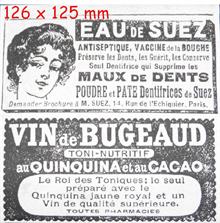 126 x 125 mm
EAU DE SUEZ
ANTISEPTIQUE, VACCINE de la BOUCHE
Préserve les Dents, les Guérit, les Conserve
Seul Dentifrice qui Supprime les
MAUX DE DENTS
POUDRE et PÂTE Dentifrices de Suez
Demander Brochure à M. SUEZ, 14, Rue de l'Echiquier, Paris.
VIN de BUGEAUD
TONI-NUTRITIF
au QUINQUINA et au CACAO
Le Roi des Toniques; le seul
préparé avec le
Quinquina jaune royal et un
Vin de qualité supérieure.
TOUTES PHARMACIES